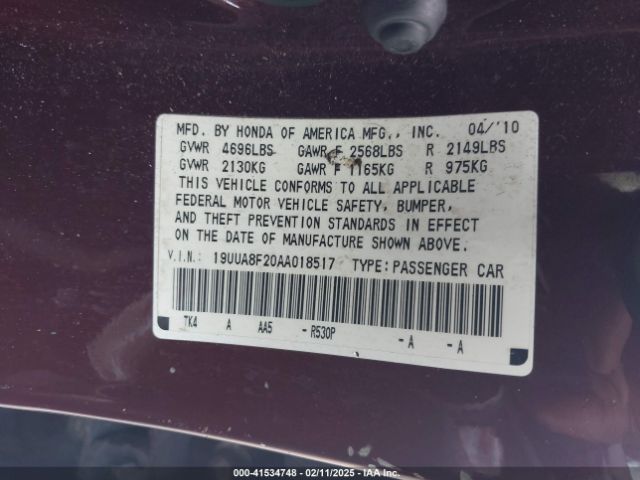 MFD. BY HONDA OF AMERICA MFG., INC. 04/'10
GVWR 4696LBS GAWR F 2568LBS R 2149LBS
GVWR 2130KG GAWR F 1165KG R 975KG
THIS VEHICLE CONFORMS TO ALL APPLICABLE
FEDERAL MOTOR VEHICLE SAFETY, BUMPER,
AND THEFT PREVENTION STANDARDS IN EFFECT
ON THE DATE OF MANUFACTURE SHOWN ABOVE.
V.I.N.: 19UUA8F20AA018517 TYPE:PASSENGER CAR
TK4 A AA5 -R530P -A -A
000-41534748 - 02/11/2025 - IAA Inc.